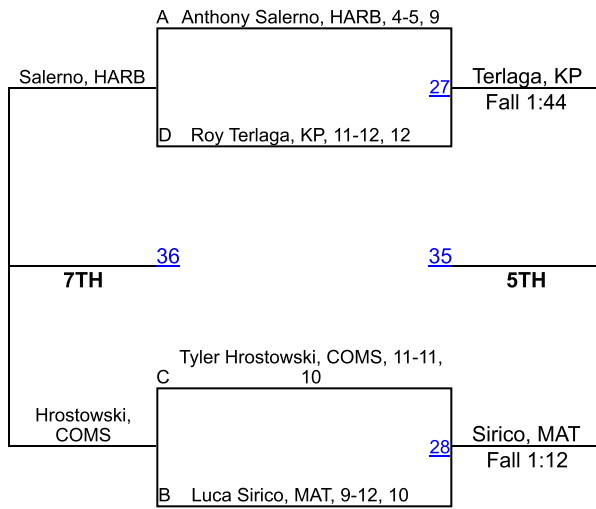 A Anthony Salerno, HARB, 4-5, 9
Salerno, HARB
27
Terlaga, KP
Fall 1:44
D Roy Terlaga, KP, 11-12, 12
36
7TH
35
5TH
Tyler Hrostowski, COMS, 11-11,
C 10
Hrostowski,
COMS
28
Sirico, MAT
Fall 1:12
B Luca Sirico, MAT, 9-12, 10